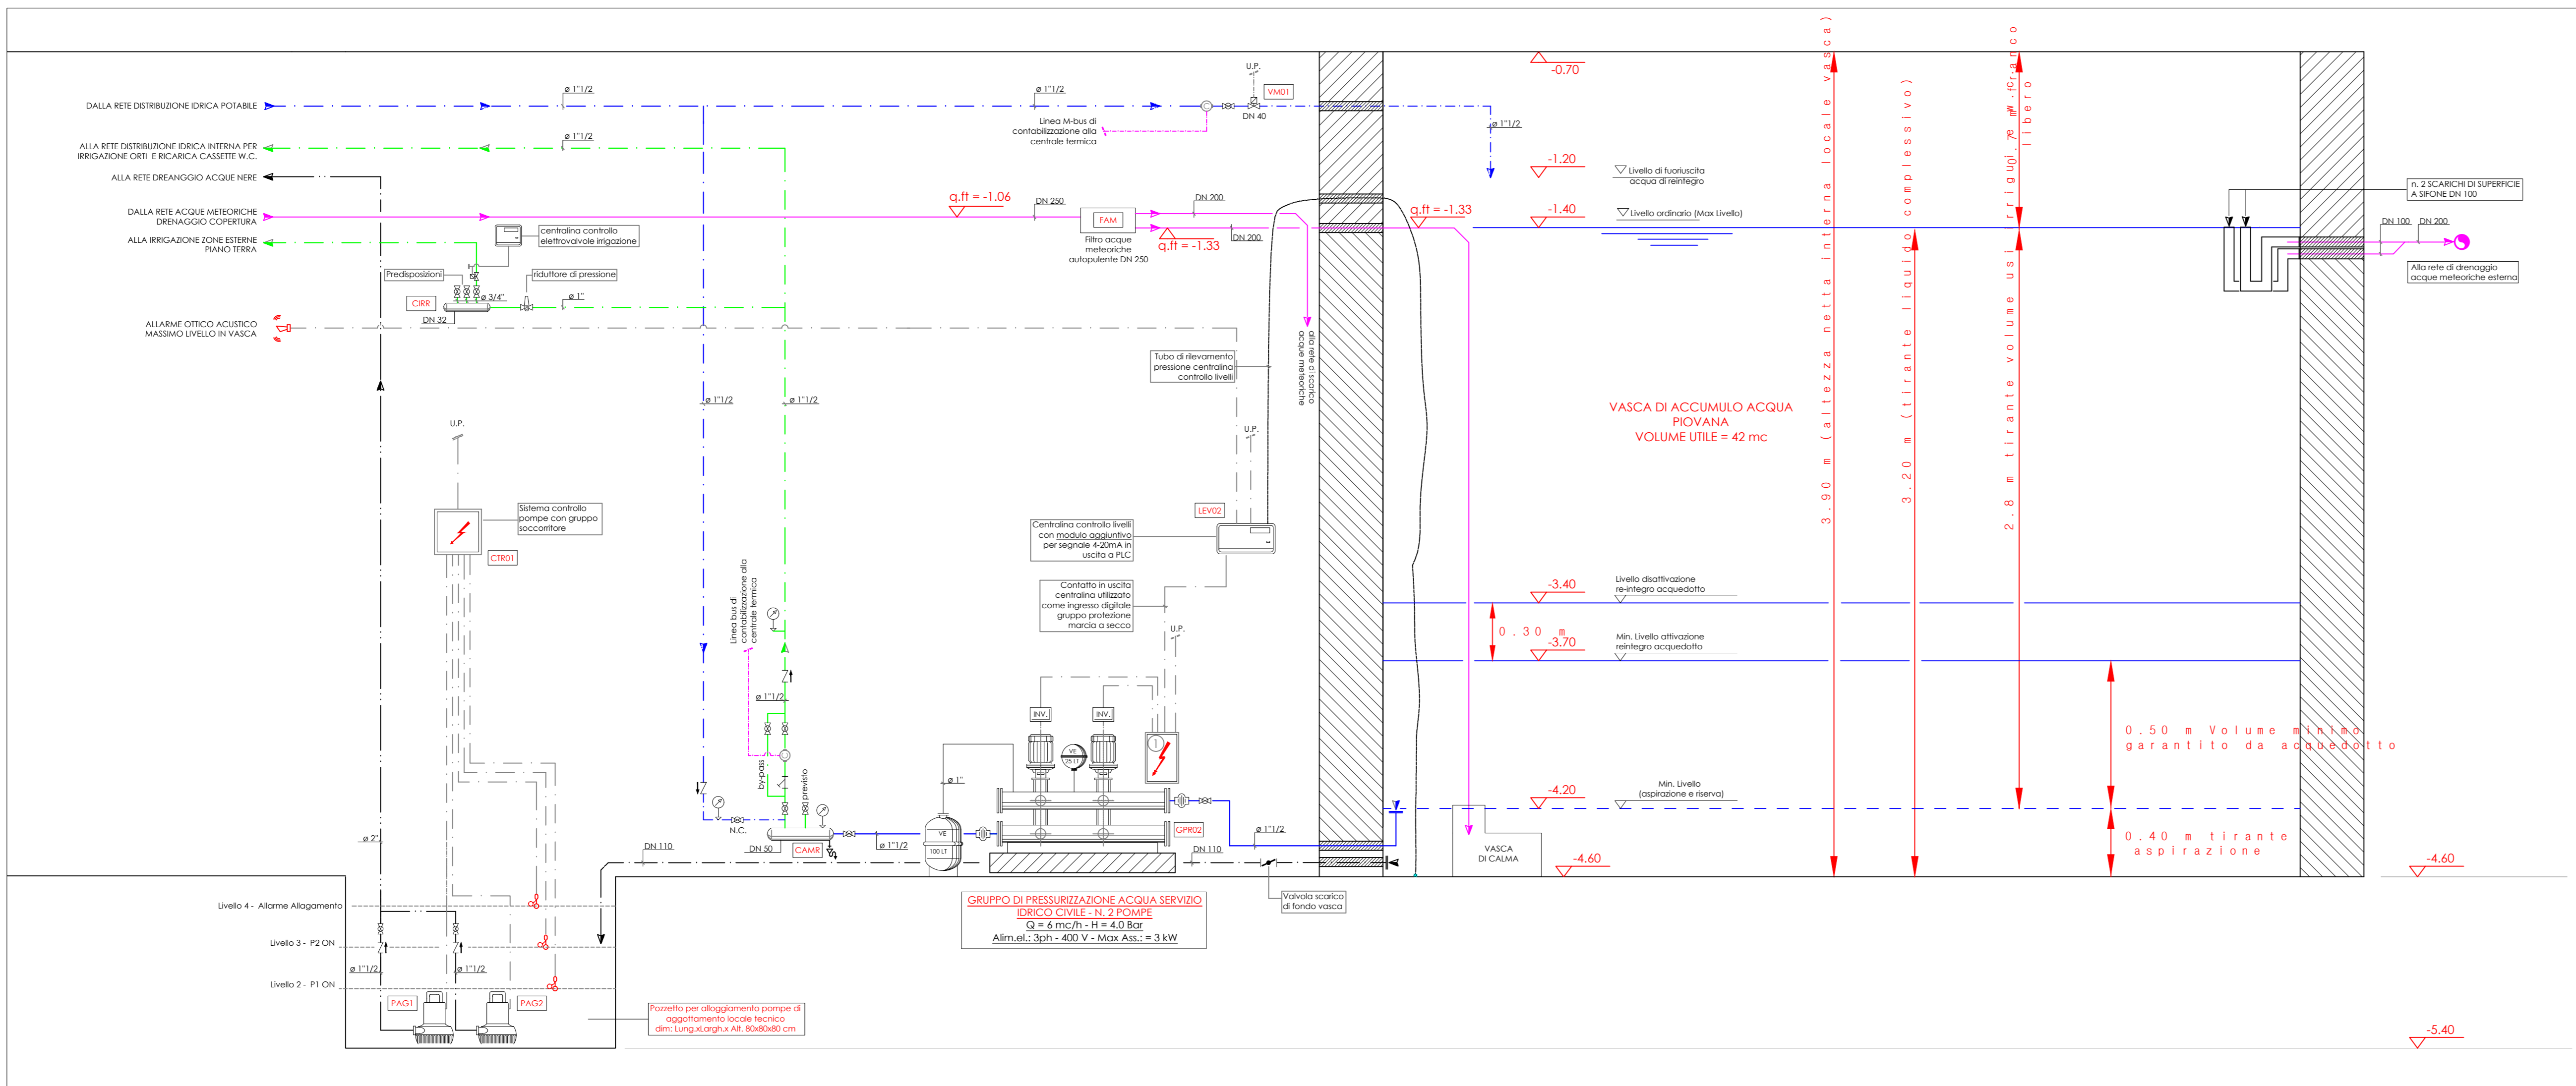 DALLA RETE DISTRIBUZIONE IDRICA POTABILE
ø 1"1/2
ø 1"1/2
U.P.
VM01
DN 40
Linea M-bus di
contabilizzazione alla
centrale termica
ø 1"1/2
ALLA RETE DISTRIBUZIONE IDRICA INTERNA PER
IRRIGAZIONE ORTI E RICARICA CASSETTE W.C.
ø 1"1/2
ALLA RETE DREANGGIO ACQUE NERE
DALLA RETE ACQUE METEORICHE
DRENAGGIO COPERTURA
q.ft = -1.06
DN 250
FAM
Filtro acque
meteoriche
autopulente DN 250
DN 200
DN 200
q.ft = -1.33
q.ft = -1.33
ALLA IRRIGAZIONE ZONE ESTERNE
PIANO TERRA
centralina controllo
elettrovalvole irrigazione
Predisposizioni
riduttore di pressione
CIRR
ø 3/4"
ø 1"
DN 32
ALLARME OTTICO ACUSTICO
MASSIMO LIVELLO IN VASCA
Tubo di rilevamento
pressione centralina
controllo livelli
alla rete di scarico
acque meteoriche
ø 1"1/2
ø 1"1/2
U.P.
U.P.
Sistema controllo
pompe con gruppo
soccorritore
CTR01
LEV02
Centralina controllo livelli
con modulo aggiuntivo
per segnale 4-20mA in
uscita a PLC
Contatto in uscita
centralina utilizzato
come ingresso digitale
gruppo protezione
marcia a secco
U.P.
Linea bus di
contabilizzazione alla
centrale termica
ø 1"1/2
by-pass
previsto
N.C.
DN 50
CAMR
ø 1"1/2
ø 1"
VE
100 LT
INV.
INV.
VE
25 LT
1
GPR02
ø 1"1/2
DN 110
DN 110
ø 2"
Valvola scarico
di fondo vasca
GRUPPO DI PRESSURIZZAZIONE ACQUA SERVIZIO
IDRICO CIVILE - N. 2 POMPE
Q = 6 mc/h - H = 4.0 Bar
Alim.el.: 3ph - 400 V - Max Ass.: = 3 kW
Livello 4 - Allarme Allagamento
Livello 3 - P2 ON
Livello 2 - P1 ON
ø 1"1/2
ø 1"1/2
PAG1
PAG2
Pozzetto per alloggiamento pompe di
aggottamento locale tecnico
dim: Lung.xLargh.x Alt. 80x80x80 cm
-0.70
-1.20
Livello di fuoriuscita
acqua di reintegro
-1.40
Livello ordinario (Max Livello)
VASCA DI ACCUMULO ACQUA
PIOVANA
VOLUME UTILE = 42 mc
3.90 m (altezza netta interna locale vasca)
3.20 m (tirante liquido complessivo)
2.8 m tirante volume usi irrigui e w.c.
0.7 m franco
libero
n. 2 SCARICHI DI SUPERFICIE
A SIFONE DN 100
DN 100
DN 200
Alla rete di drenaggio
acque meteoriche esterna
-3.40
Livello disattivazione
re-integro acquedotto
0.30 m
-3.70
Min. Livello attivazione
reintegro acquedotto
0.50 m Volume minimo
garantito da acquedotto
-4.20
Min. Livello
(aspirazione e riserva)
0.40 m tirante
aspirazione
VASCA
DI CALMA
-4.60
-4.60
-5.40